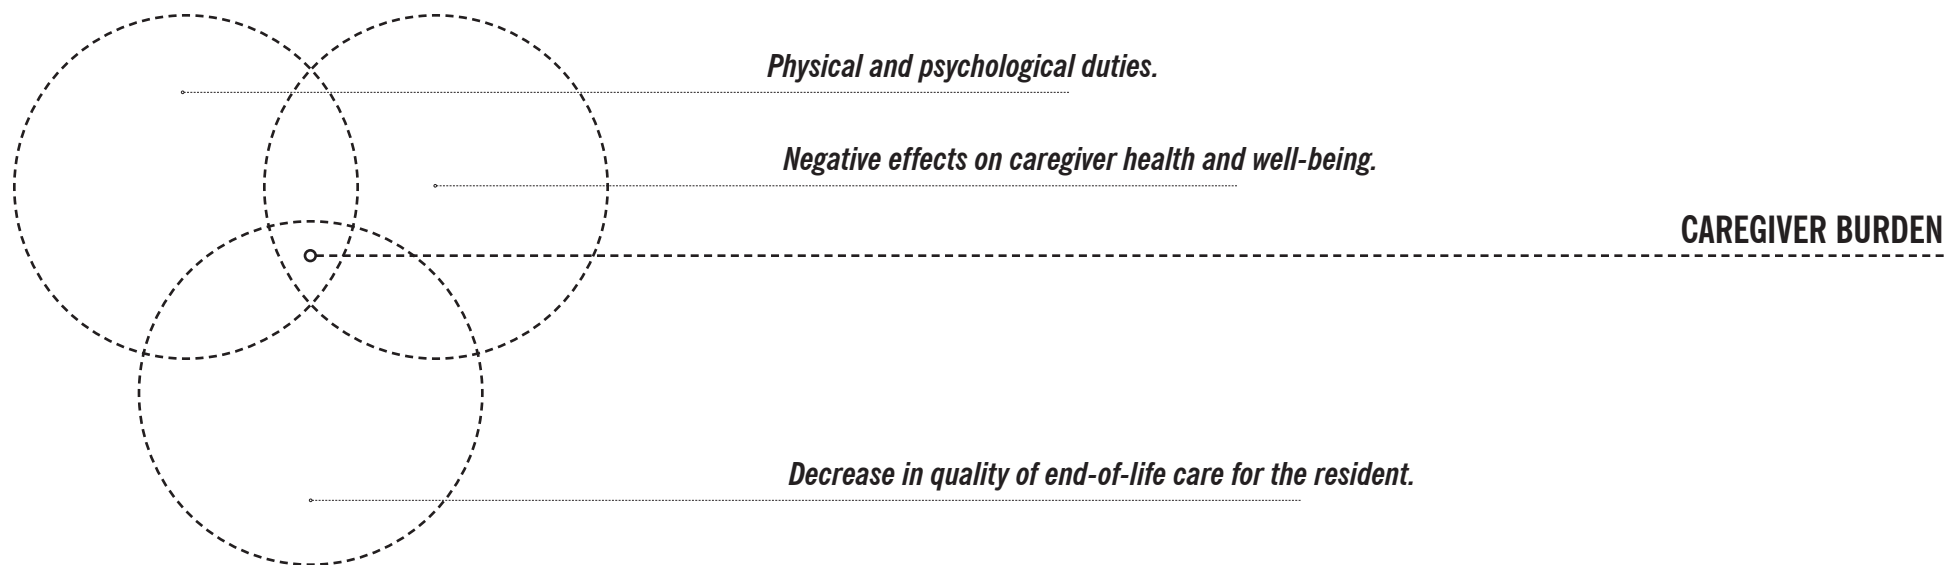 Physical and psychological duties.
Negative effects on caregiver health and well-being.
CAREGIVER BURDEN
Decrease in quality of end-of-life care for the resident.